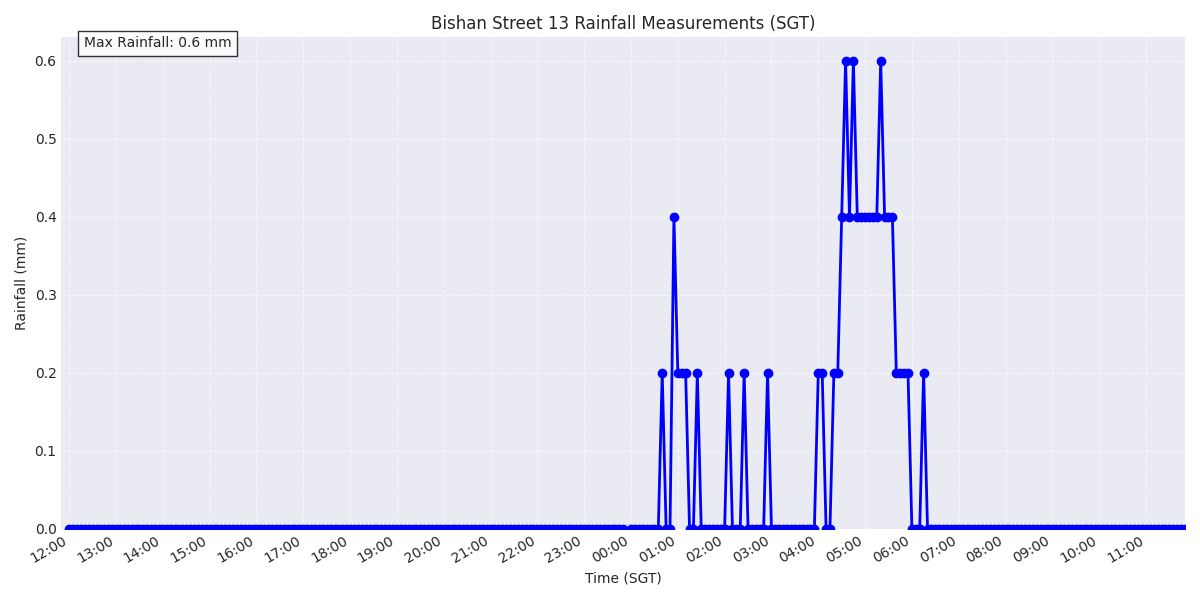 Bishan Street 13 Rainfall Measurements (SGT)
Max Rainfall: 0.6 mm
0.6
0.5
0.4
0.3
0.2
0.1
0.0
Rainfall (mm)
12:00 13:00 14:00 15:00 16:00 17:00 18:00 19:00 20:00 21:00 22:00 23:00 00:00 01:00 02:00 03:00 04:00 05:00 06:00 07:00 08:00 09:00 10:00 11:00
Time (SGT)